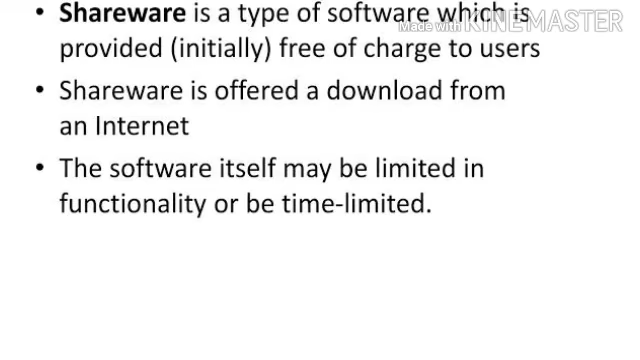 • Shareware is a type of software which is
Made with KINEMASTER
provided (initially) free of charge to users
• Shareware is offered a download from
an Internet
• The software itself may be limited in
functionality or be time-limited.